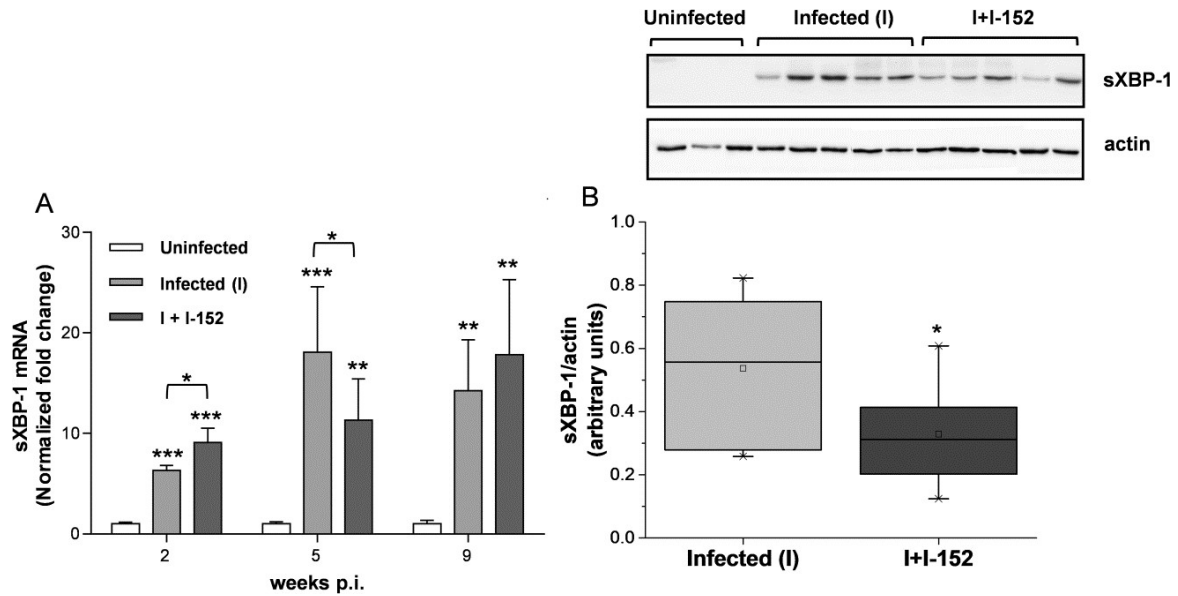 Uninfected Infected (I) I+I-152
sXBP-1
actin
A
sXBP-1 mRNA
(Normalized fold change)
30
20
10
0
Uninfected
Infected (I)
I + I-152
*** *** *
*** ** *
** **
2 5 9
weeks p.i.
B
sXBP-1/actin
(arbitrary units)
1.0
0.8
0.6
0.4
0.2
0.0
*
Infected (I) I+I-152